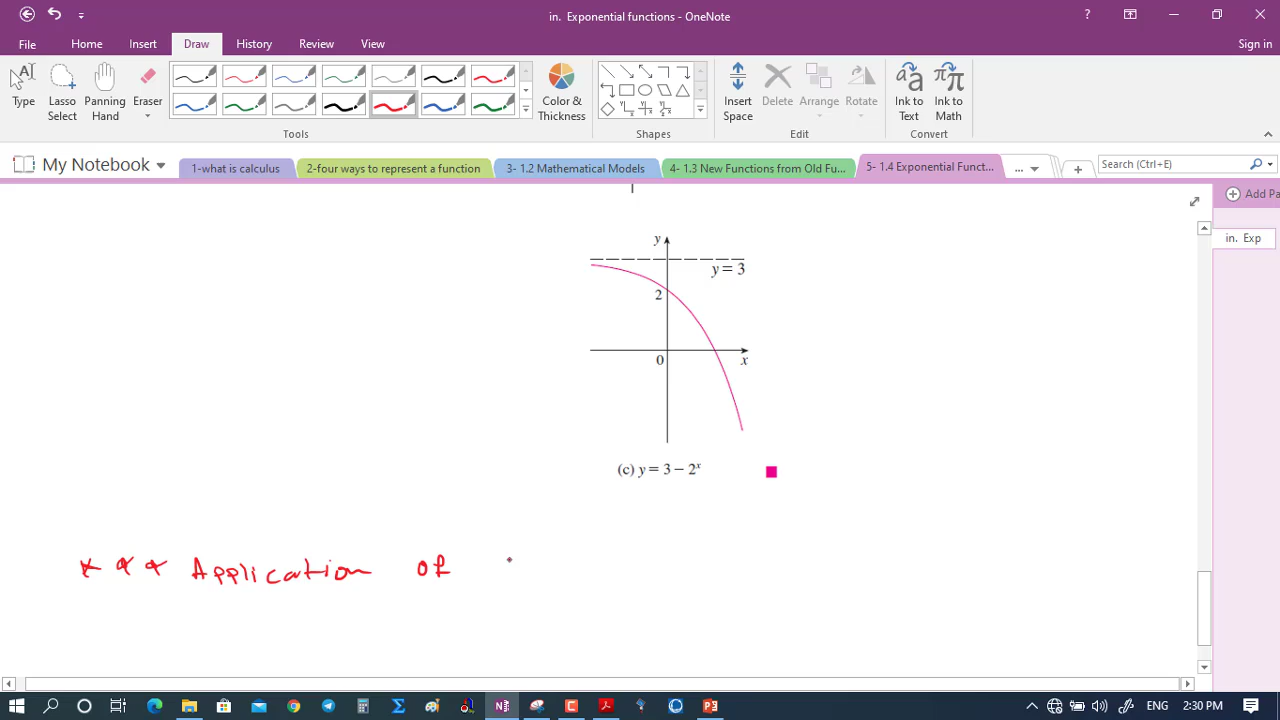 in. Exponential functions - OneNote
?
File Home Insert Draw History Review View
Sign in
Type
Lasso Select
Panning Hand
Eraser
Color & Thickness
Insert Space
Delete
Arrange
Rotate
Ink to Text
Ink to Math
Tools
Shapes
Edit
Convert
My Notebook
1-what is calculus
2-four ways to represent a function
3- 1.2 Mathematical Models
4- 1.3 New Functions from Old Fu...
5- 1.4 Exponential Funct...
...
Search (Ctrl+E)
Add Pa
in. Exp
y
y = 3
2
0
x
(c) y = 3 − 2ˣ
*** Application of
2:30 PM